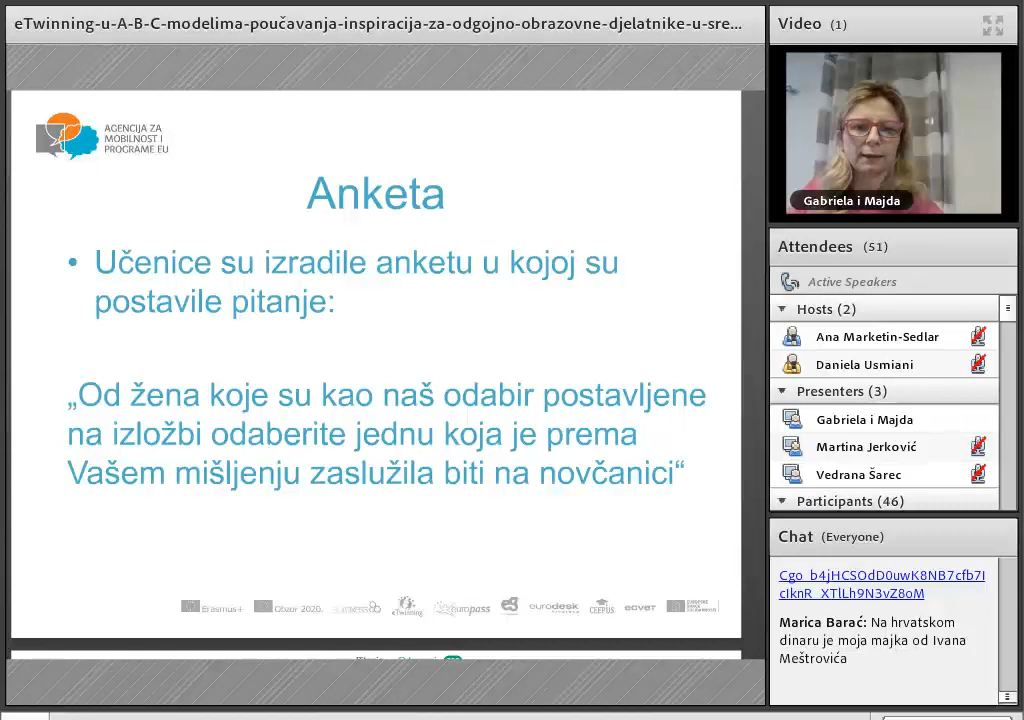 eTwinning-u-A-B-C-modelima-poučavanja-inspiracija-za-odgojno-obrazovne-djelatnike-u-sre...
AGENCIJA ZA
MOBILNOST I
PROGRAME EU
Anketa
• Učenice su izradile anketu u kojoj su
postavile pitanje:
„Od žena koje su kao naš odabir postavljene
na izložbi odaberite jednu koja je prema
Vašem mišljenju zaslužila biti na novčanici“
Erasmus+
Obzor 2020.
eTwinning
europass
eurodesk
CEEPUS
ecvet
Video (1)
Gabriela i Majda
Attendees (51)
Active Speakers
Hosts (2)
Ana Marketin-Sedlar
Daniela Usmiani
Presenters (3)
Gabriela i Majda
Martina Jerković
Vedrana Šarec
Participants (46)
Chat (Everyone)
Cgo_b4jHCSOdD0uwK8NB7cfb7I
cIknR_XTlLh9N3vZ8oM
Marica Barać: Na hrvatskom
dinaru je moja majka od Ivana
Meštrovića